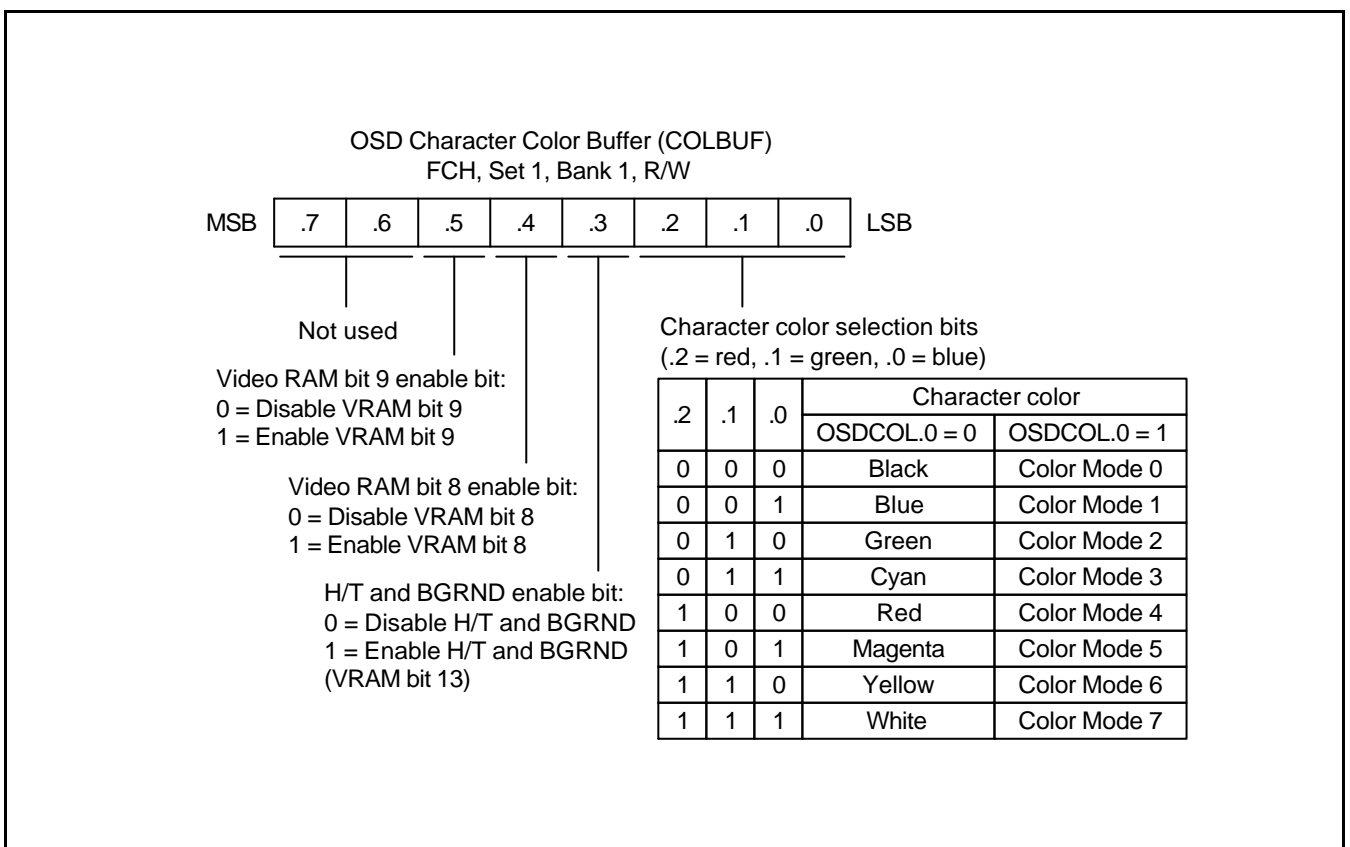 OSD Character Color Buffer (COLBUF)
FCH, Set 1, Bank 1, R/W
MSB .7 .6 .5 .4 .3 .2 .1 .0 LSB
Not used
Video RAM bit 9 enable bit:
0 = Disable VRAM bit 9
1 = Enable VRAM bit 9
Video RAM bit 8 enable bit:
0 = Disable VRAM bit 8
1 = Enable VRAM bit 8
H/T and BGRND enable bit:
0 = Disable H/T and BGRND
1 = Enable H/T and BGRND
(VRAM bit 13)
Character color selection bits
(.2 = red, .1 = green, .0 = blue)
.2 .1 .0 Character color
OSDCOL.0 = 0 OSDCOL.0 = 1
0 0 0 Black Color Mode 0
0 0 1 Blue Color Mode 1
0 1 0 Green Color Mode 2
0 1 1 Cyan Color Mode 3
1 0 0 Red Color Mode 4
1 0 1 Magenta Color Mode 5
1 1 0 Yellow Color Mode 6
1 1 1 White Color Mode 7